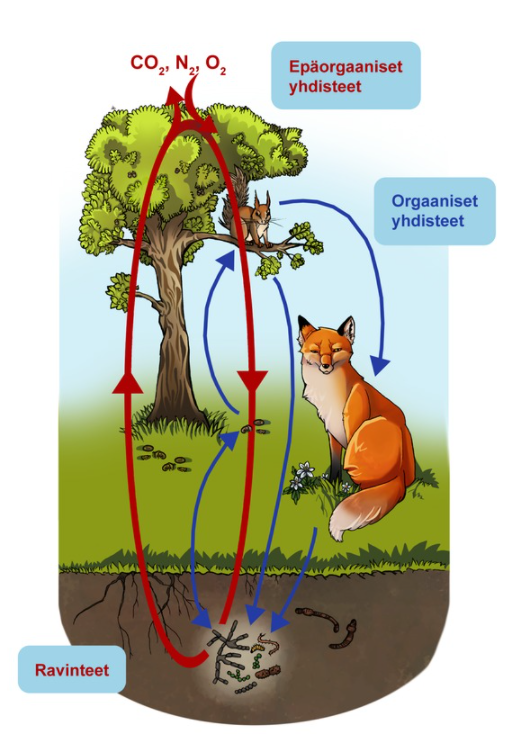 CO₂, N₂, O₂
Epäorgaaniset
yhdisteet
Orgaaniset
yhdisteet
Ravinteet